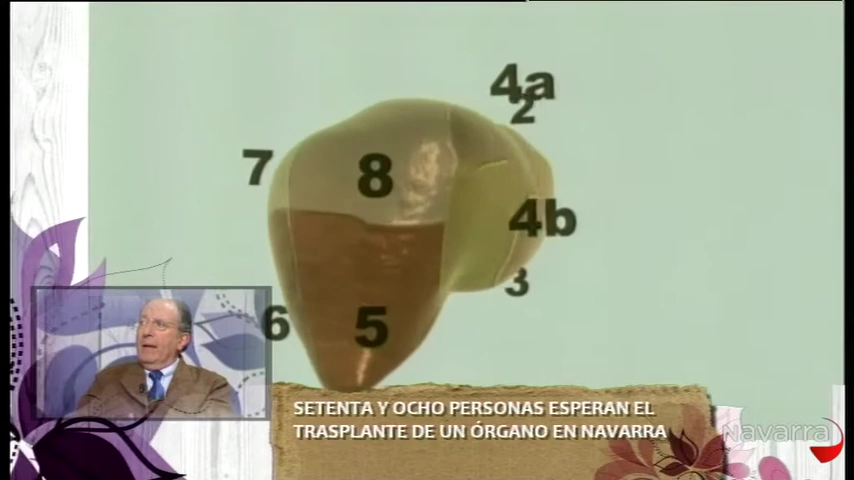 4a
2
7
8
4b
3
6
5
SETENTA Y OCHO PERSONAS ESPERAN EL
TRASPLANTE DE UN ÓRGANO EN NAVARRA
Navarra